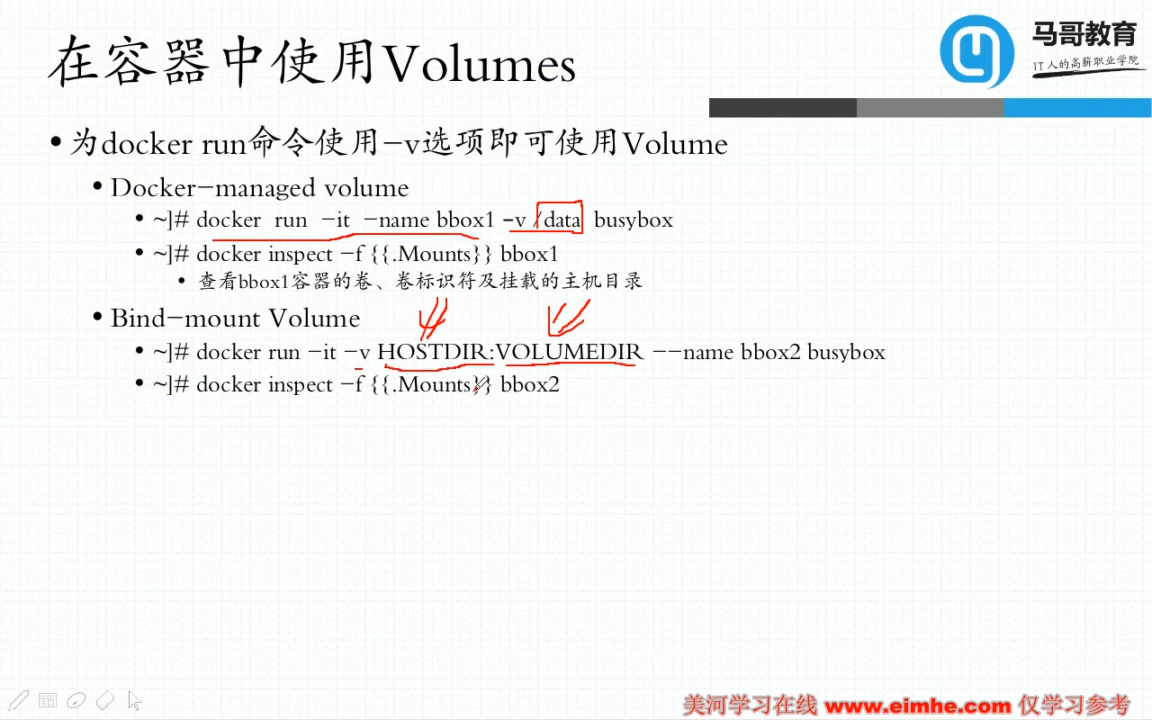 在容器中使用Volumes
马哥教育
IT人的高薪职业学院
• 为docker run命令使用-v选项即可使用Volume
• Docker-managed volume
• ~]# docker run -it -name bbox1 -v /data busybox
• ~]# docker inspect -f {{.Mounts}} bbox1
• 查看bbox1容器的卷、卷标识符及挂载的主机目录
• Bind-mount Volume
• ~]# docker run -it -v HOSTDIR:VOLUMEDIR --name bbox2 busybox
• ~]# docker inspect -f {{.Mounts}} bbox2
美河学习在线 www.eimhe.com 仅学习参考